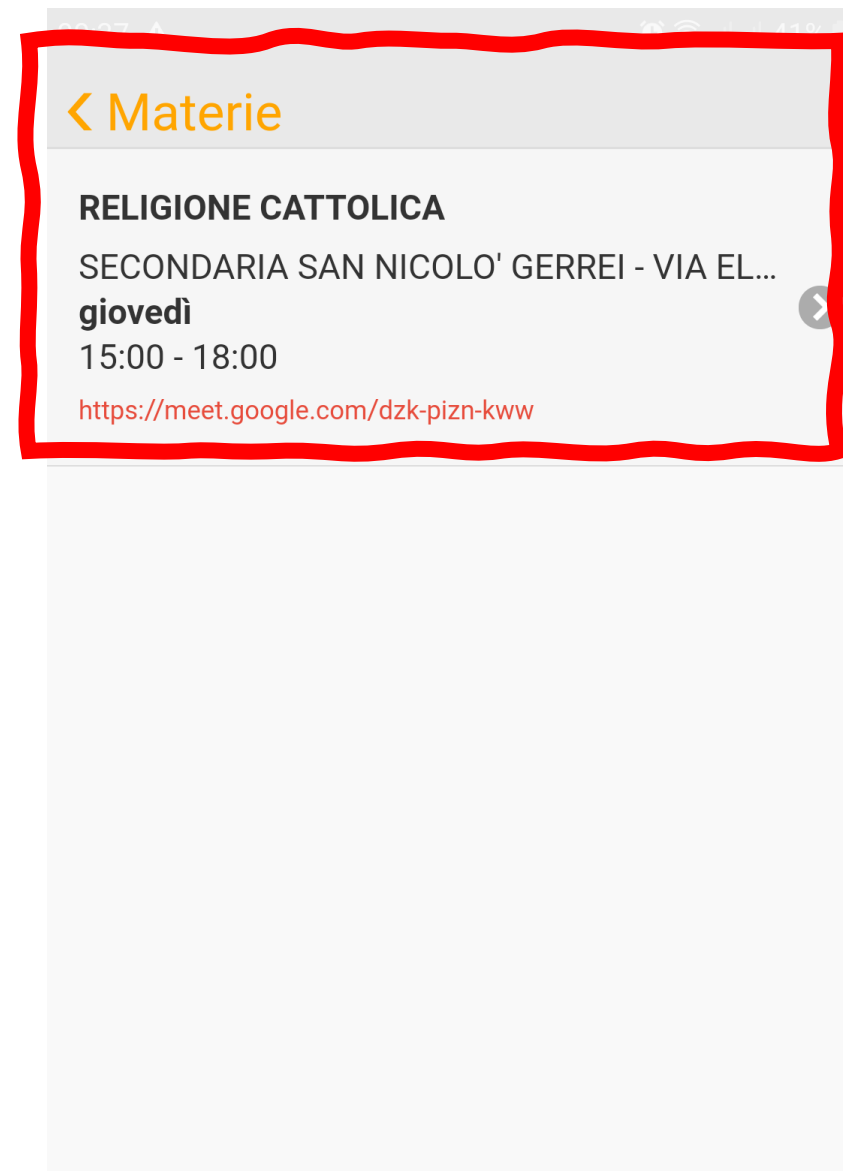 Materie
RELIGIONE CATTOLICA
SECONDARIA SAN NICOLO' GERREI - VIA EL...
giovedì
15:00 - 18:00
https://meet.google.com/dzk-pizn-kww